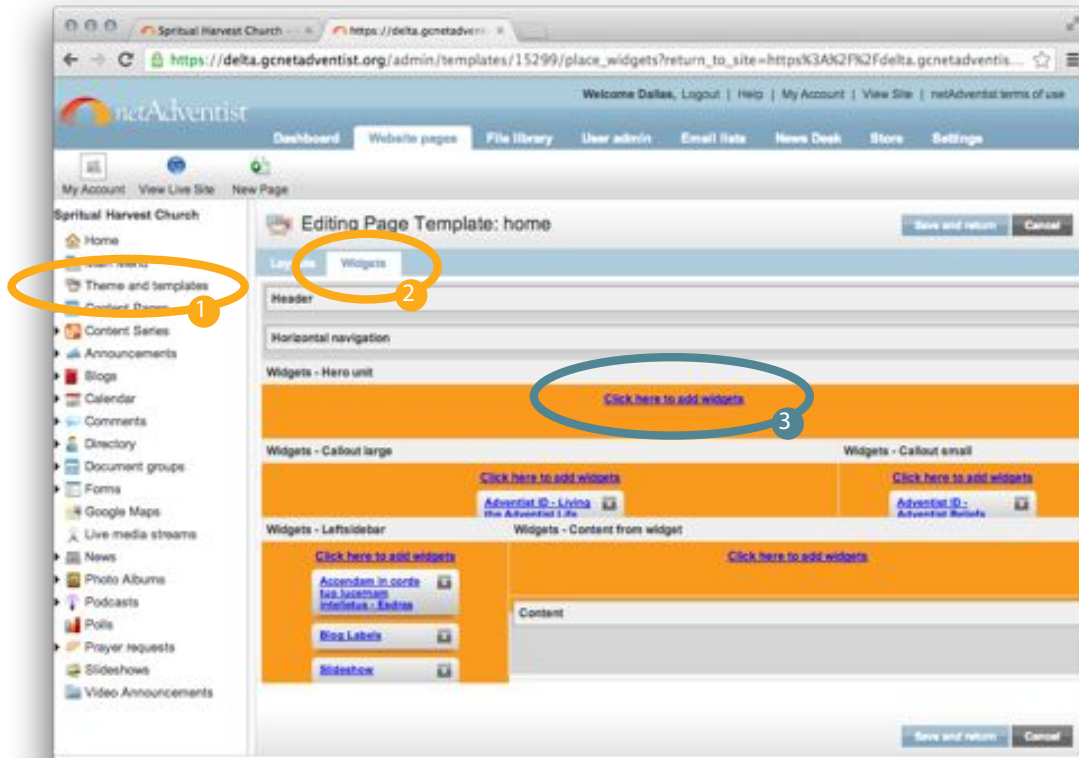 Spritual Harvest Church
https://delta.gcnetadvent
https://delta.gcnetadventist.org/admin/templates/15299/place_widgets?return_to_site=https%3A%2F%2Fdelta.gcnetadventis...
netAdventist
Welcome Dallas, Logout | Help | My Account | View Site | netAdventist terms of use
Dashboard Website pages File library User admin Email lists News Desk Store Settings
My Account View Live Site New Page
Spritual Harvest Church
Home
Main Menu
Theme and templates
1
Content Pages
Content Series
Announcements
Blogs
Calendar
Comments
Directory
Document groups
Forms
Google Maps
Live media streams
News
Photo Albums
Podcasts
Polls
Prayer requests
Slideshows
Video Announcements
Editing Page Template: home
Save and return Cancel
Widgets
2
Header
Horizontal navigation
Widgets - Hero unit
Click here to add widgets
3
Widgets - Callout large
Widgets - Callout small
Click here to add widgets
Click here to add widgets
Adventist ID - Living
the Adventist Life
Adventist ID -
Adventist Beliefs
Widgets - Leftsidebar
Widgets - Content from widget
Click here to add widgets
Click here to add widgets
Accendam in corde
tuo lucernam
intelletus - Esdras
Content
Blog Labels
Slideshow
Save and return Cancel